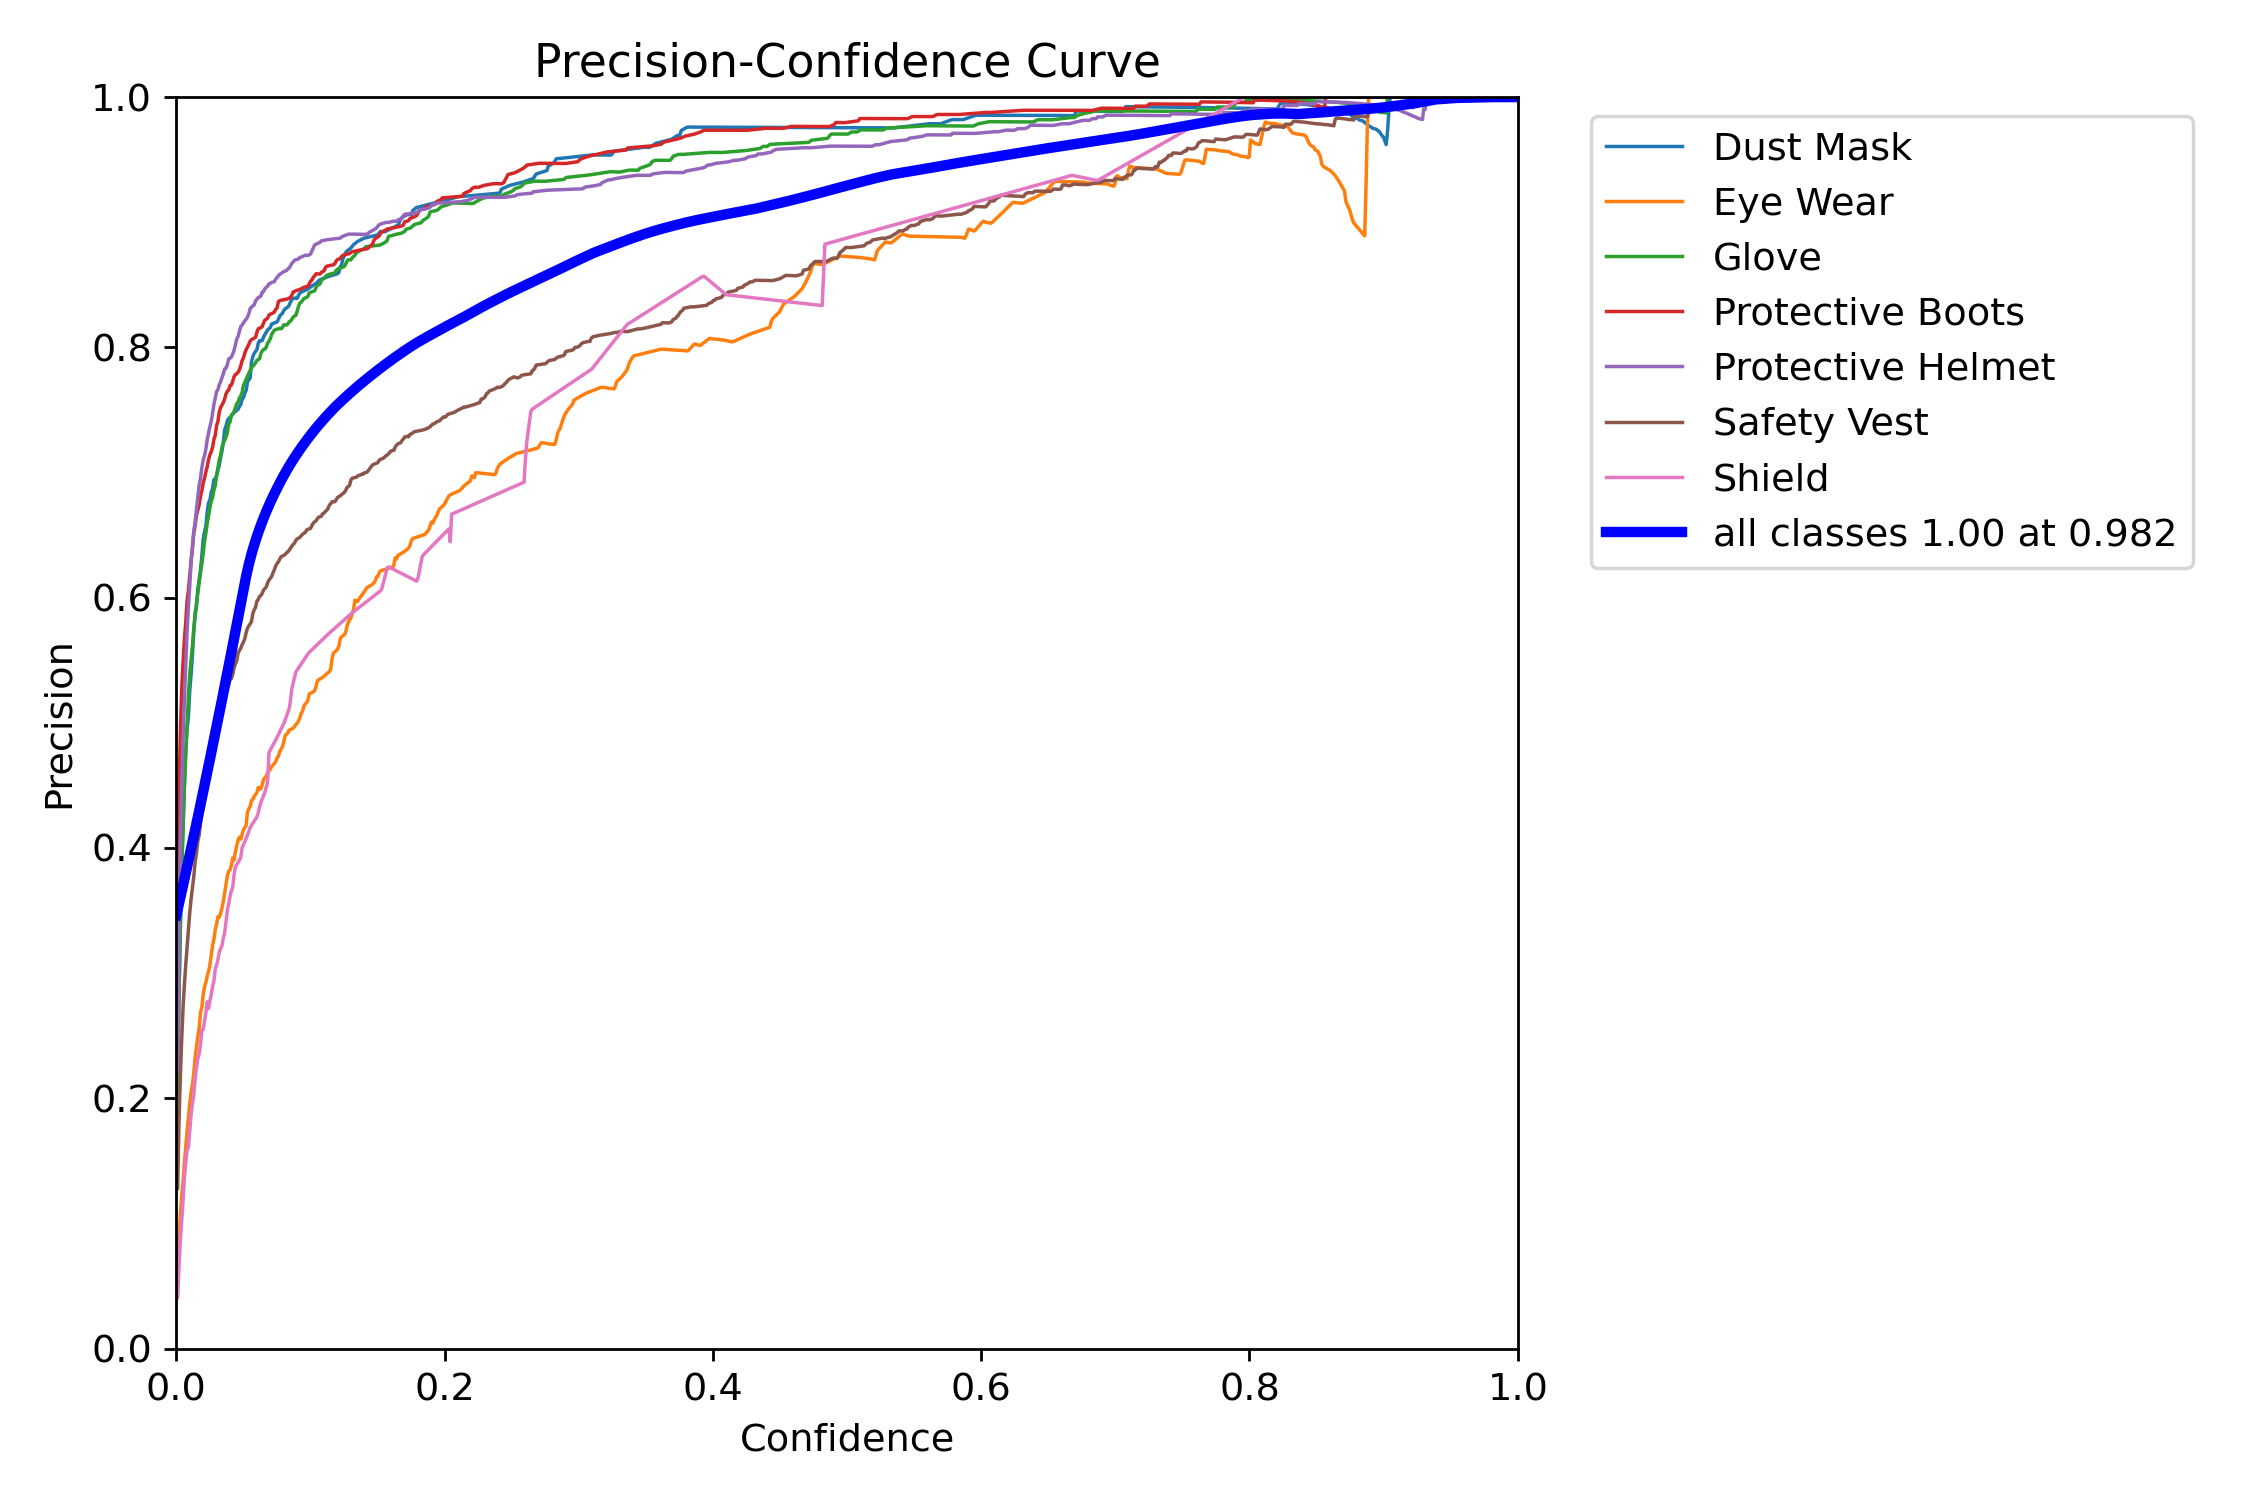 Precision-Confidence Curve
1.0
0.8
0.6
0.4
0.2
0.0
Precision
0.0 0.2 0.4 0.6 0.8 1.0
Confidence
Dust Mask
Eye Wear
Glove
Protective Boots
Protective Helmet
Safety Vest
Shield
all classes 1.00 at 0.982